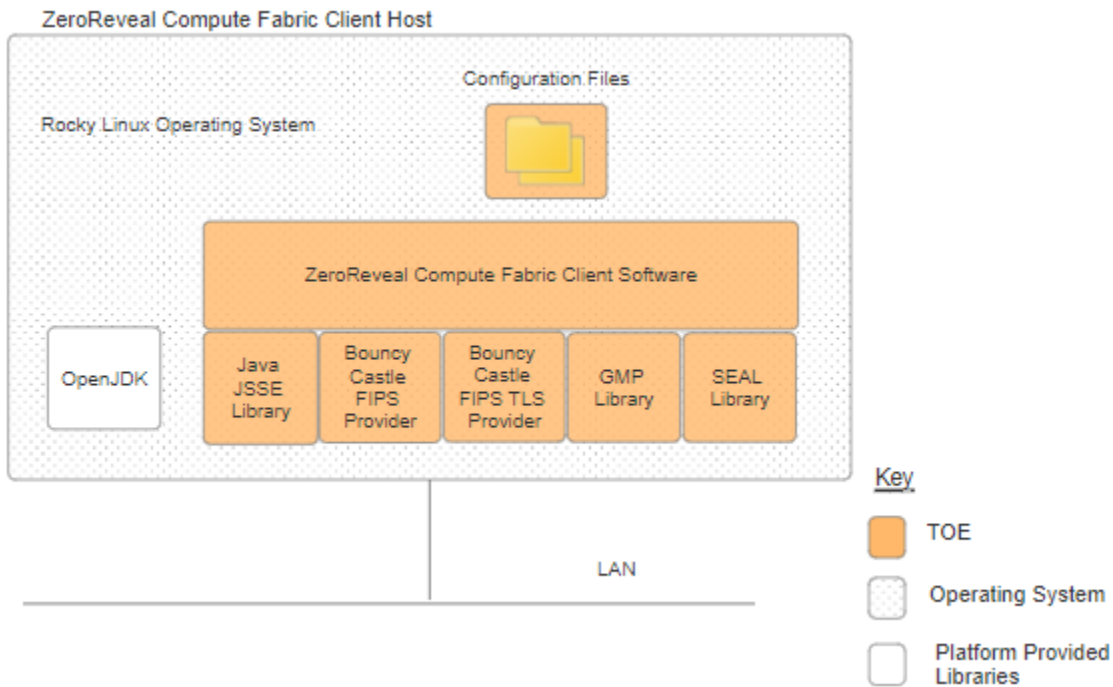 ZeroReveal Compute Fabric Client Host
Configuration Files
Rocky Linux Operating System
ZeroReveal Compute Fabric Client Software
OpenJDK
Java
JSSE
Library
Bouncy
Castle
FIPS
Provider
Bouncy
Castle
FIPS TLS
Provider
GMP
Library
SEAL
Library
LAN
Key
TOE
Operating System
Platform Provided
Libraries